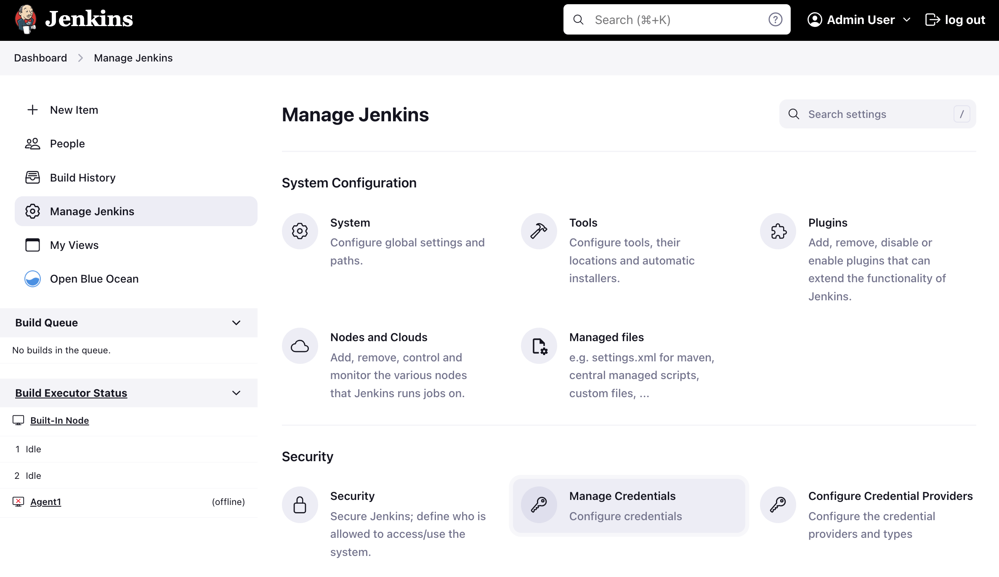 Jenkins
Search (⌘+K)
?
Admin User
log out
Dashboard
Manage Jenkins
New Item
People
Build History
Manage Jenkins
My Views
Open Blue Ocean
Build Queue
No builds in the queue.
Build Executor Status
Built-In Node
1 Idle
2 Idle
Agent1 (offline)
Manage Jenkins
Search settings
/
System Configuration
System
Configure global settings and
paths.
Tools
Configure tools, their
locations and automatic
installers.
Plugins
Add, remove, disable or
enable plugins that can
extend the functionality of
Jenkins.
Nodes and Clouds
Add, remove, control and
monitor the various nodes
that Jenkins runs jobs on.
Managed files
e.g. settings.xml for maven,
central managed scripts,
custom files, ...
Security
Security
Secure Jenkins; define who is
allowed to access/use the
system.
Manage Credentials
Configure credentials
Configure Credential Providers
Configure the credential
providers and types